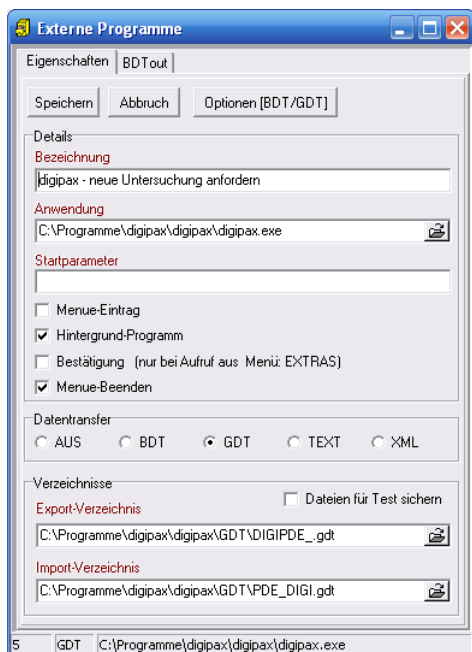 Externe Programme
Eigenschaften BDTout
Speichern Abbruch Optionen [BDT/GDT]
Details
Bezeichnung
digipax - neue Untersuchung anfordern
Anwendung
C:\Programme\digipax\digipax\digipax.exe
Startparameter
Menue-Eintrag
Hintergrund-Programm
Bestätigung (nur bei Aufruf aus Menü: EXTRAS)
Menue-Beenden
Datentransfer
AUS BDT GDT TEXT XML
Verzeichnisse
Dateien für Test sichern
Export-Verzeichnis
C:\Programme\digipax\digipax\GDT\DIGIPDE_.gdt
Import-Verzeichnis
C:\Programme\digipax\digipax\GDT\PDE_DIGI.gdt
5 GDT C:\Programme\digipax\digipax\digipax.exe